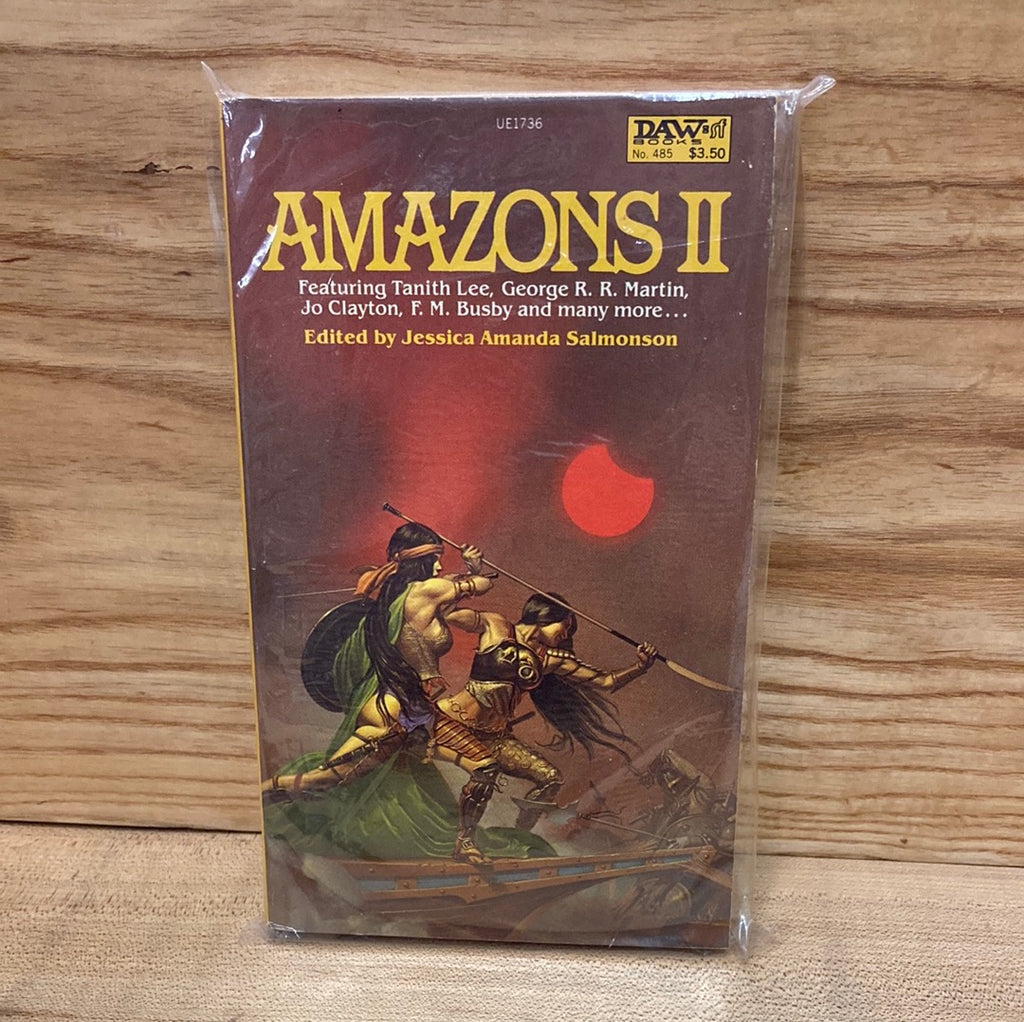 UE1736
DAW sf
BOOKS
No. 485 $3.50
AMAZONS II
Featuring Tanith Lee, George R. R. Martin,
Jo Clayton, F. M. Busby and many more...
Edited by Jessica Amanda Salmonson